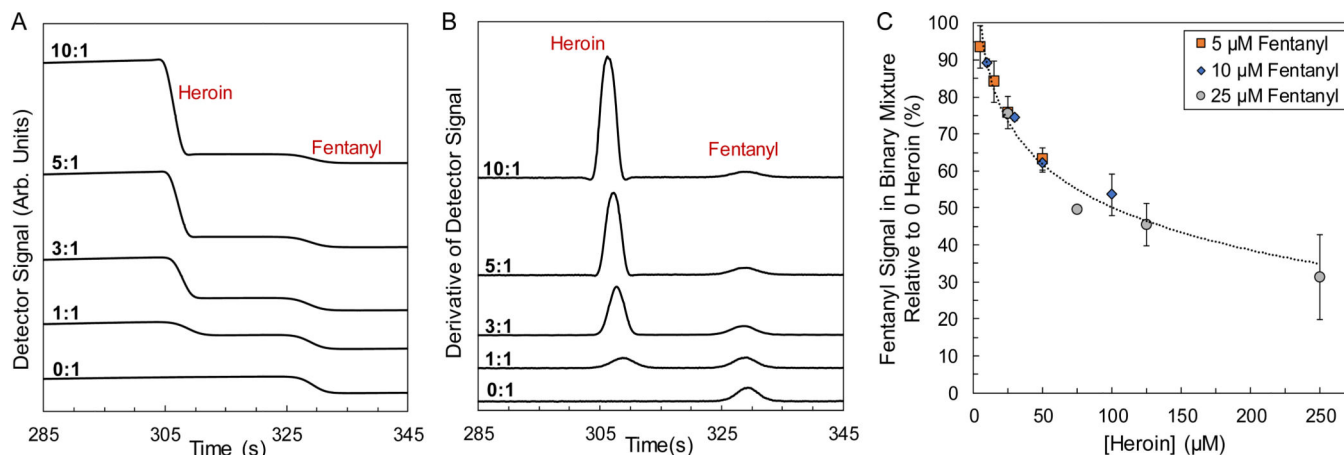 A
Detector Signal (Arb. Units)
10:1
Heroin
Fentanyl
5:1
3:1
1:1
0:1
285 305 325 345
Time (s)
B
Derivative of Detector Signal
Heroin
Fentanyl
10:1
5:1
3:1
1:1
0:1
285 305 325 345
Time(s)
C
Fentanyl Signal in Binary Mixture
Relative to 0 Heroin (%)
100
90
80
70
60
50
40
30
20
10
0
5 µM Fentanyl
10 µM Fentanyl
25 µM Fentanyl
0 50 100 150 200 250
[Heroin] (µM)